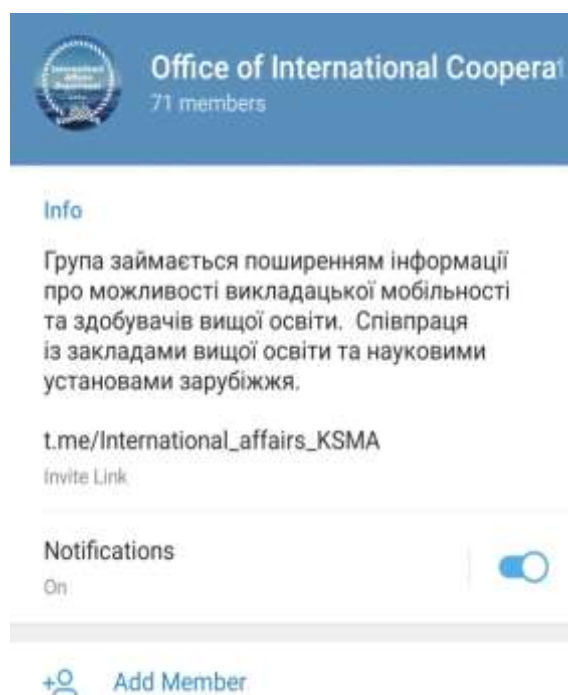 Office of International Cooperat
71 members
Info
Група займається поширенням інформації
про можливості викладацької мобільності
та здобувачів вищої освіти. Співпраця
із закладами вищої освіти та науковими
установами зарубіжжя.
t.me/International_affairs_KSMA
Invite Link
Notifications
On
Add Member